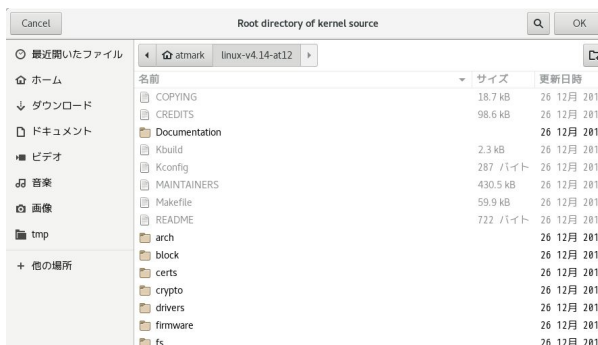 Cancel Root directory of kernel source OK
最近開いたファイル atmark linux-v4.14-at12
ホーム 名前 サイズ 更新日時
COPYING 18.7 kB 26 12月 201
ダウンロード CREDITS 98.6 kB 26 12月 201
ドキュメント Documentation 26 12月 201
Kbuild 2.3 kB 26 12月 201
ビデオ Kconfig 287 バイト 26 12月 201
音楽 MAINTAINERS 430.5 kB 26 12月 201
画像 Makefile 59.9 kB 26 12月 201
README 722 バイト 26 12月 201
tmp arch 26 12月 201
block 26 12月 201
+ 他の場所 certs 26 12月 201
crypto 26 12月 201
drivers 26 12月 201
firmware 26 12月 201
fs 26 12月 201